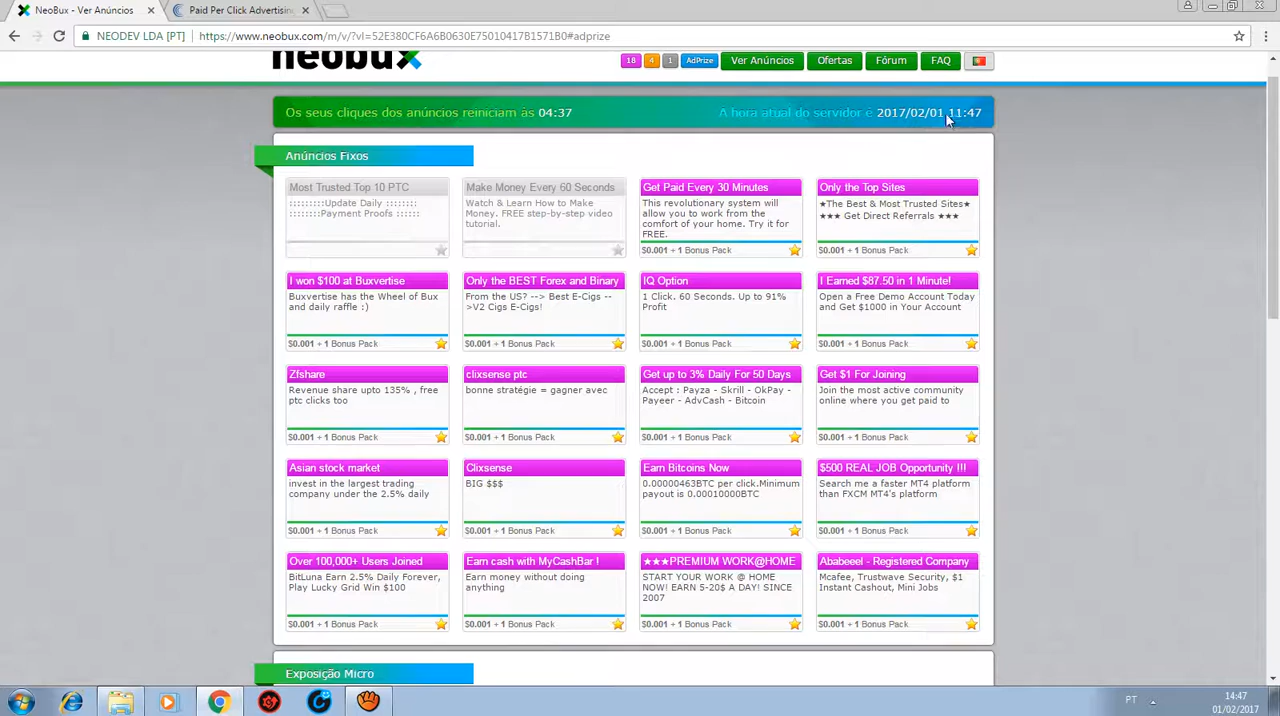 NeoBux - Ver Anúncios
Paid Per Click Advertising
NEODEV LDA [PT]
https://www.neobux.com/m/v/?vl=52E380CF6A6B0630E75010417B1571B0#adprize
neobux
18 4 1 AdPrize Ver Anúncios Ofertas Fórum FAQ
Os seus cliques dos anúncios reiniciam às 04:37
A hora atual do servidor é 2017/02/01 11:47
Anúncios Fixos
Most Trusted Top 10 PTC
:::::::::Update Daily ::::::::
::::::::Payment Proofs ::::::
Make Money Every 60 Seconds
Watch & Learn How to Make
Money. FREE step-by-step video
tutorial.
Get Paid Every 30 Minutes
This revolutionary system will
allow you to work from the
comfort of your home. Try it for
FREE.
$0.001 + 1 Bonus Pack
Only the Top Sites
★The Best & Most Trusted Sites★
★★★ Get Direct Referrals ★★★
$0.001 + 1 Bonus Pack
I won $100 at Buxvertise
Buxvertise has the Wheel of Bux
and daily raffle :)
$0.001 + 1 Bonus Pack
Only the BEST Forex and Binary
From the US? --> Best E-Cigs --
>V2 Cigs E-Cigs!
$0.001 + 1 Bonus Pack
IQ Option
1 Click. 60 Seconds. Up to 91%
Profit
$0.001 + 1 Bonus Pack
I Earned $87.50 in 1 Minute!
Open a Free Demo Account Today
and Get $1000 in Your Account
$0.001 + 1 Bonus Pack
Zfshare
Revenue share upto 135% , free
ptc clicks too
$0.001 + 1 Bonus Pack
clixsense ptc
bonne stratégie = gagner avec
$0.001 + 1 Bonus Pack
Get up to 3% Daily For 50 Days
Accept : Payza - Skrill - OkPay -
Payeer - AdvCash - Bitcoin
$0.001 + 1 Bonus Pack
Get $1 For Joining
Join the most active community
online where you get paid to
$0.001 + 1 Bonus Pack
Asian stock market
invest in the largest trading
company under the 2.5% daily
$0.001 + 1 Bonus Pack
Clixsense
BIG $$$
$0.001 + 1 Bonus Pack
Earn Bitcoins Now
0.00000463BTC per click.Minimum
payout is 0.00010000BTC
$0.001 + 1 Bonus Pack
$500 REAL JOB Opportunity !!!
Search me a faster MT4 platform
than FXCM MT4's platform
$0.001 + 1 Bonus Pack
Over 100,000+ Users Joined
BitLuna Earn 2.5% Daily Forever,
Play Lucky Grid Win $100
$0.001 + 1 Bonus Pack
Earn cash with MyCashBar !
Earn money without doing
anything
$0.001 + 1 Bonus Pack
★★★PREMIUM WORK@HOME
START YOUR WORK @ HOME
NOW! EARN 5-20$ A DAY! SINCE
2007
$0.001 + 1 Bonus Pack
Ababeeel - Registered Company
Mcafee, Trustwave Security, $1
Instant Cashout, Mini Jobs
$0.001 + 1 Bonus Pack
Exposição Micro
PT
14:47
01/02/2017